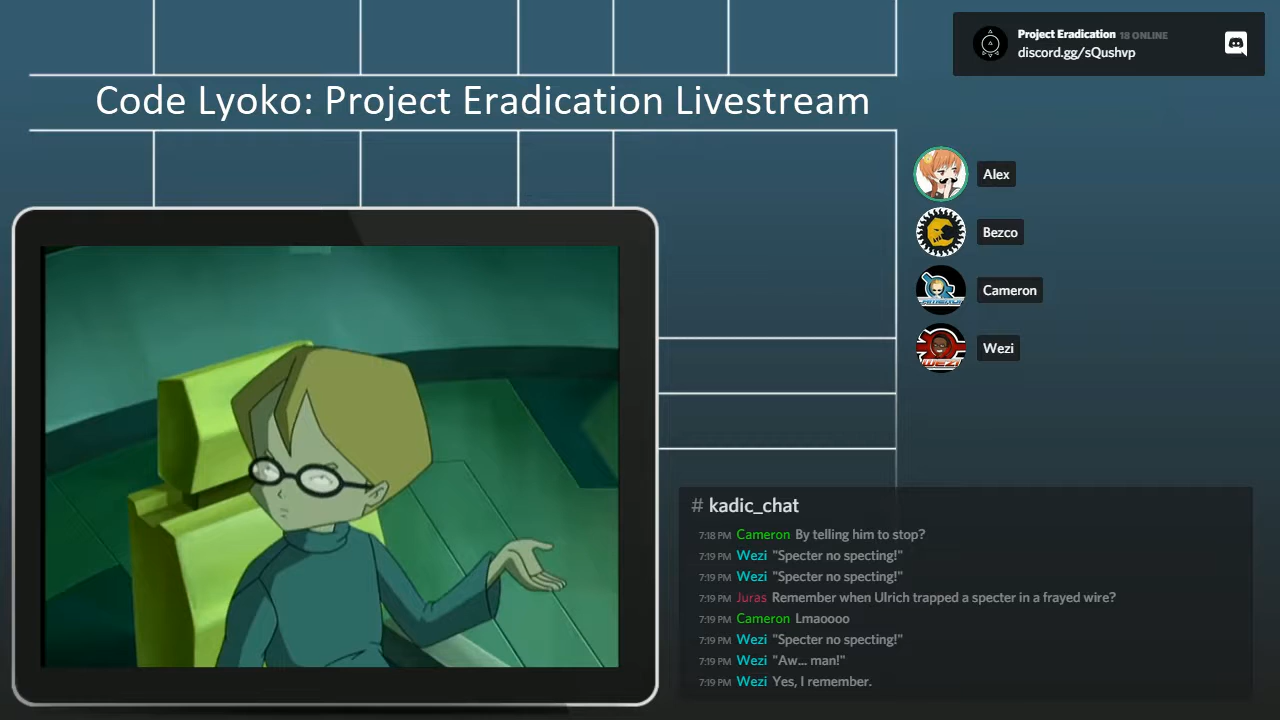 Project Eradication 18 ONLINE
discord.gg/sQushvp
Code Lyoko: Project Eradication Livestream
Alex
Bezco
Cameron
Wezi
# kadic_chat
7:18 PM Cameron By telling him to stop?
7:19 PM Wezi "Specter no specting!"
7:19 PM Wezi "Specter no specting!"
7:19 PM Juras Remember when Ulrich trapped a specter in a frayed wire?
7:19 PM Cameron Lmaoooo
7:19 PM Wezi "Specter no specting!"
7:19 PM Wezi "Aw... man!"
7:19 PM Wezi Yes, I remember.